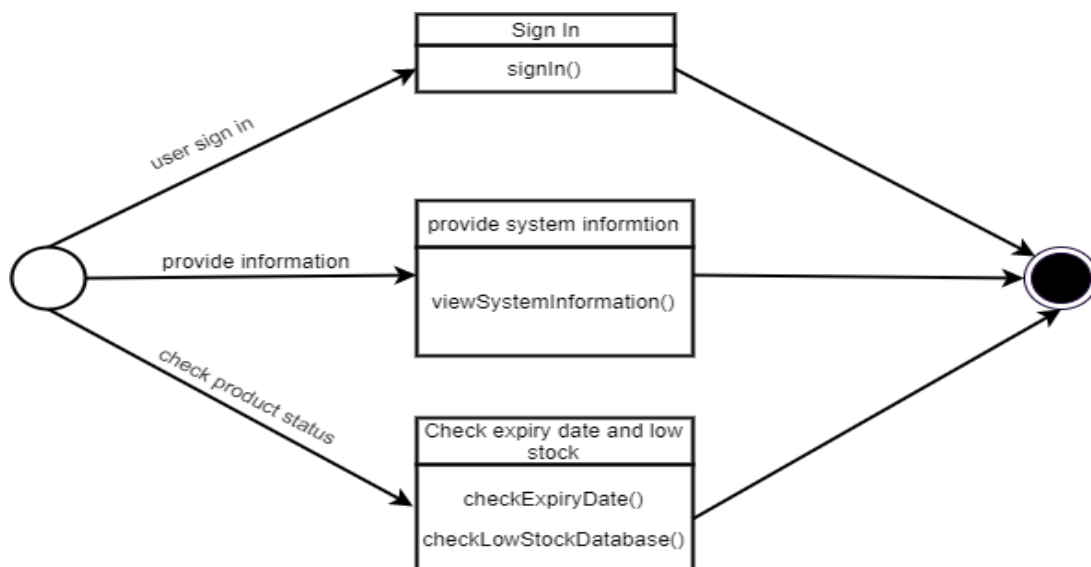 Sign In
signIn()
user sign in
provide system informtion
provide information
viewSystemInformation()
check product status
Check expiry date and low
stock
checkExpiryDate()
checkLowStockDatabase()